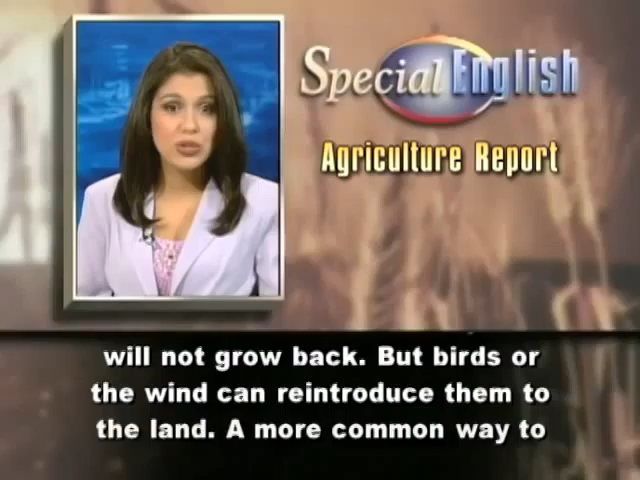 Special English
Agriculture Report
will not grow back. But birds or
the wind can reintroduce them to
the land. A more common way to